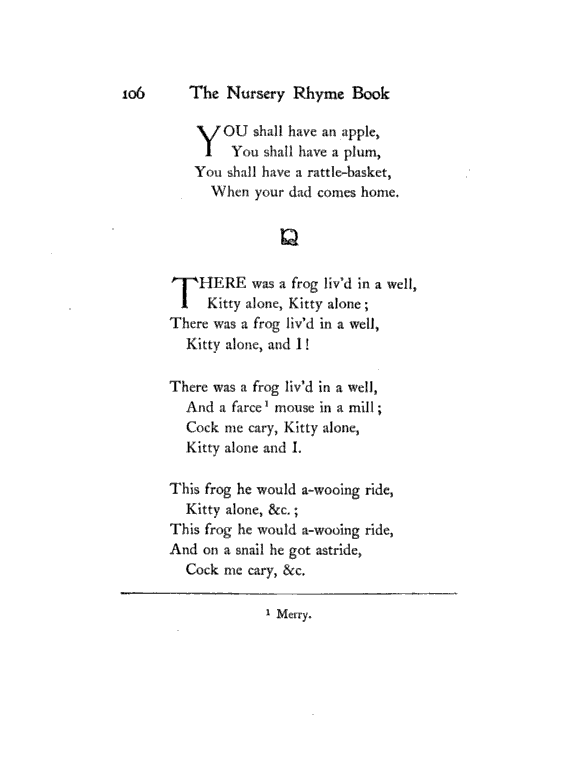 106 The Nursery Rhyme Book
YOU shall have an apple,
You shall have a plum,
You shall have a rattle-basket,
When your dad comes home.
THERE was a frog liv'd in a well,
Kitty alone, Kitty alone;
There was a frog liv'd in a well,
Kitty alone, and I!
There was a frog liv'd in a well,
And a farce¹ mouse in a mill;
Cock me cary, Kitty alone,
Kitty alone and I.
This frog he would a-wooing ride,
Kitty alone, &c.;
This frog he would a-wooing ride,
And on a snail he got astride,
Cock me cary, &c.
¹ Merry.